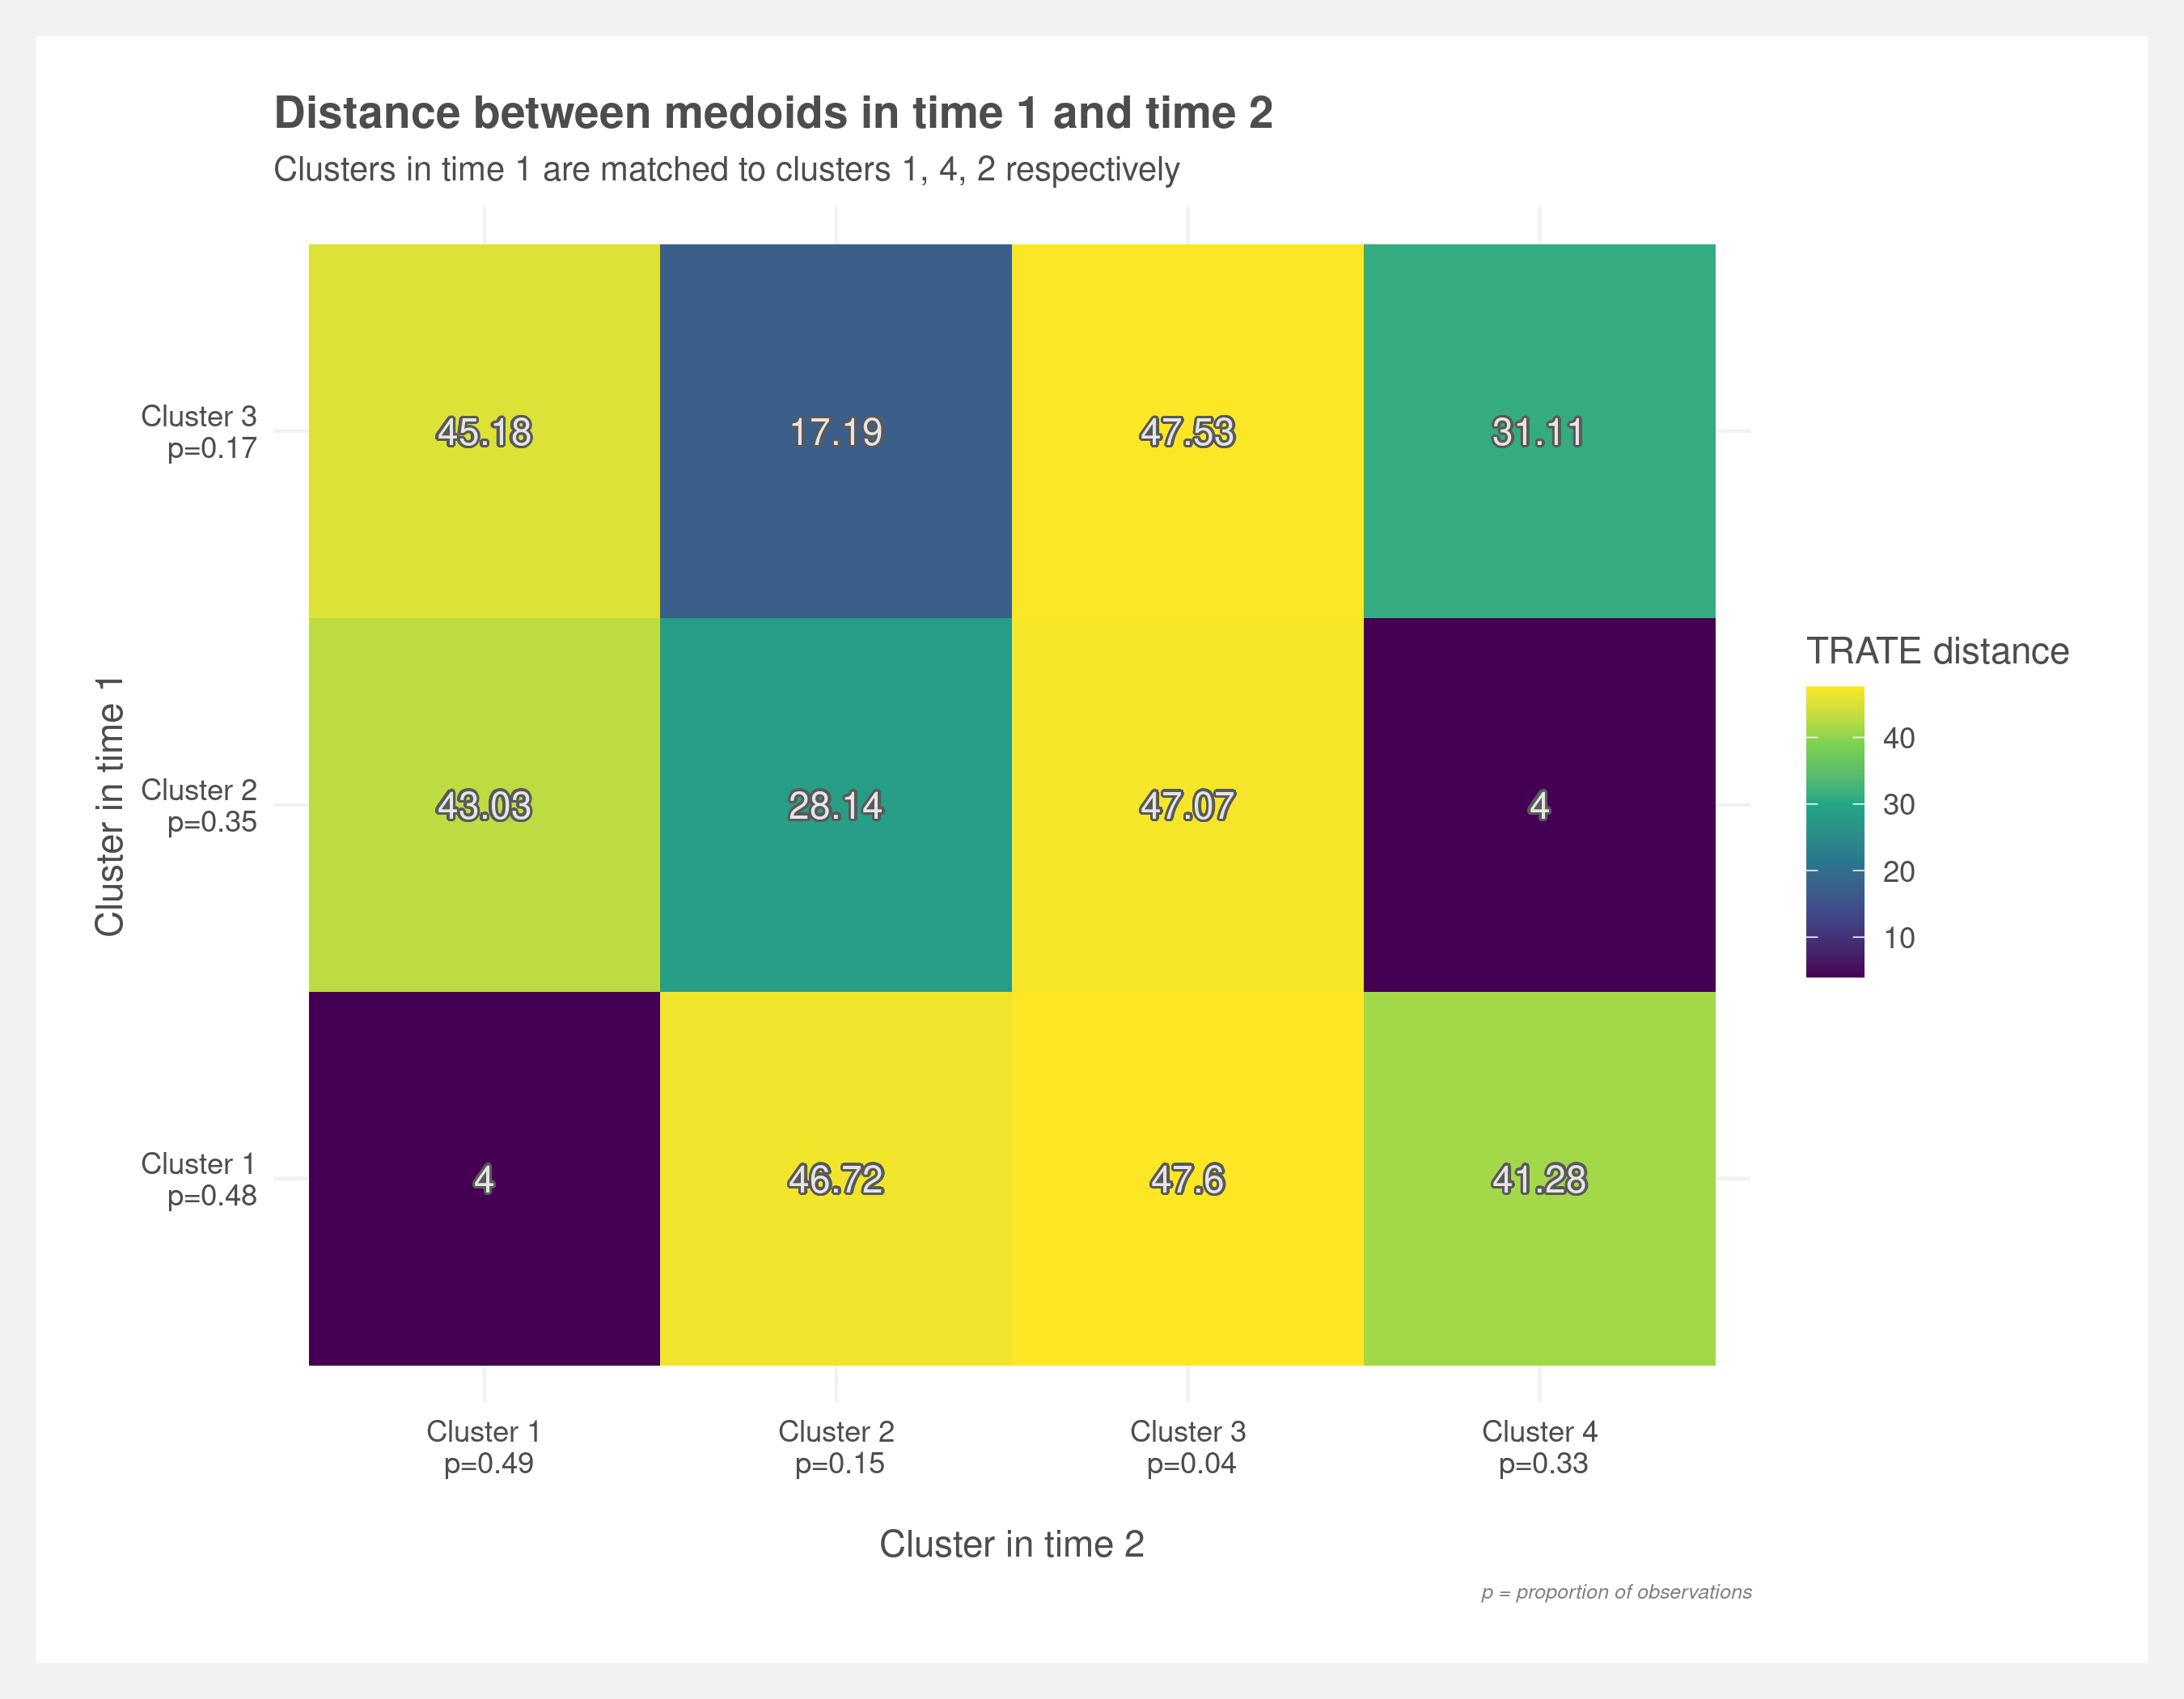 Distance between medoids in time 1 and time 2
Clusters in time 1 are matched to clusters 1, 4, 2 respectively
Cluster in time 1
Cluster 3
p=0.17
45.18 17.19 47.53 31.11
Cluster 2
p=0.35
43.03 28.14 47.07 4
Cluster 1
p=0.48
4 46.72 47.6 41.28
Cluster 1 Cluster 2 Cluster 3 Cluster 4
p=0.49 p=0.15 p=0.04 p=0.33
Cluster in time 2
TRATE distance
40
30
20
10
p = proportion of observations